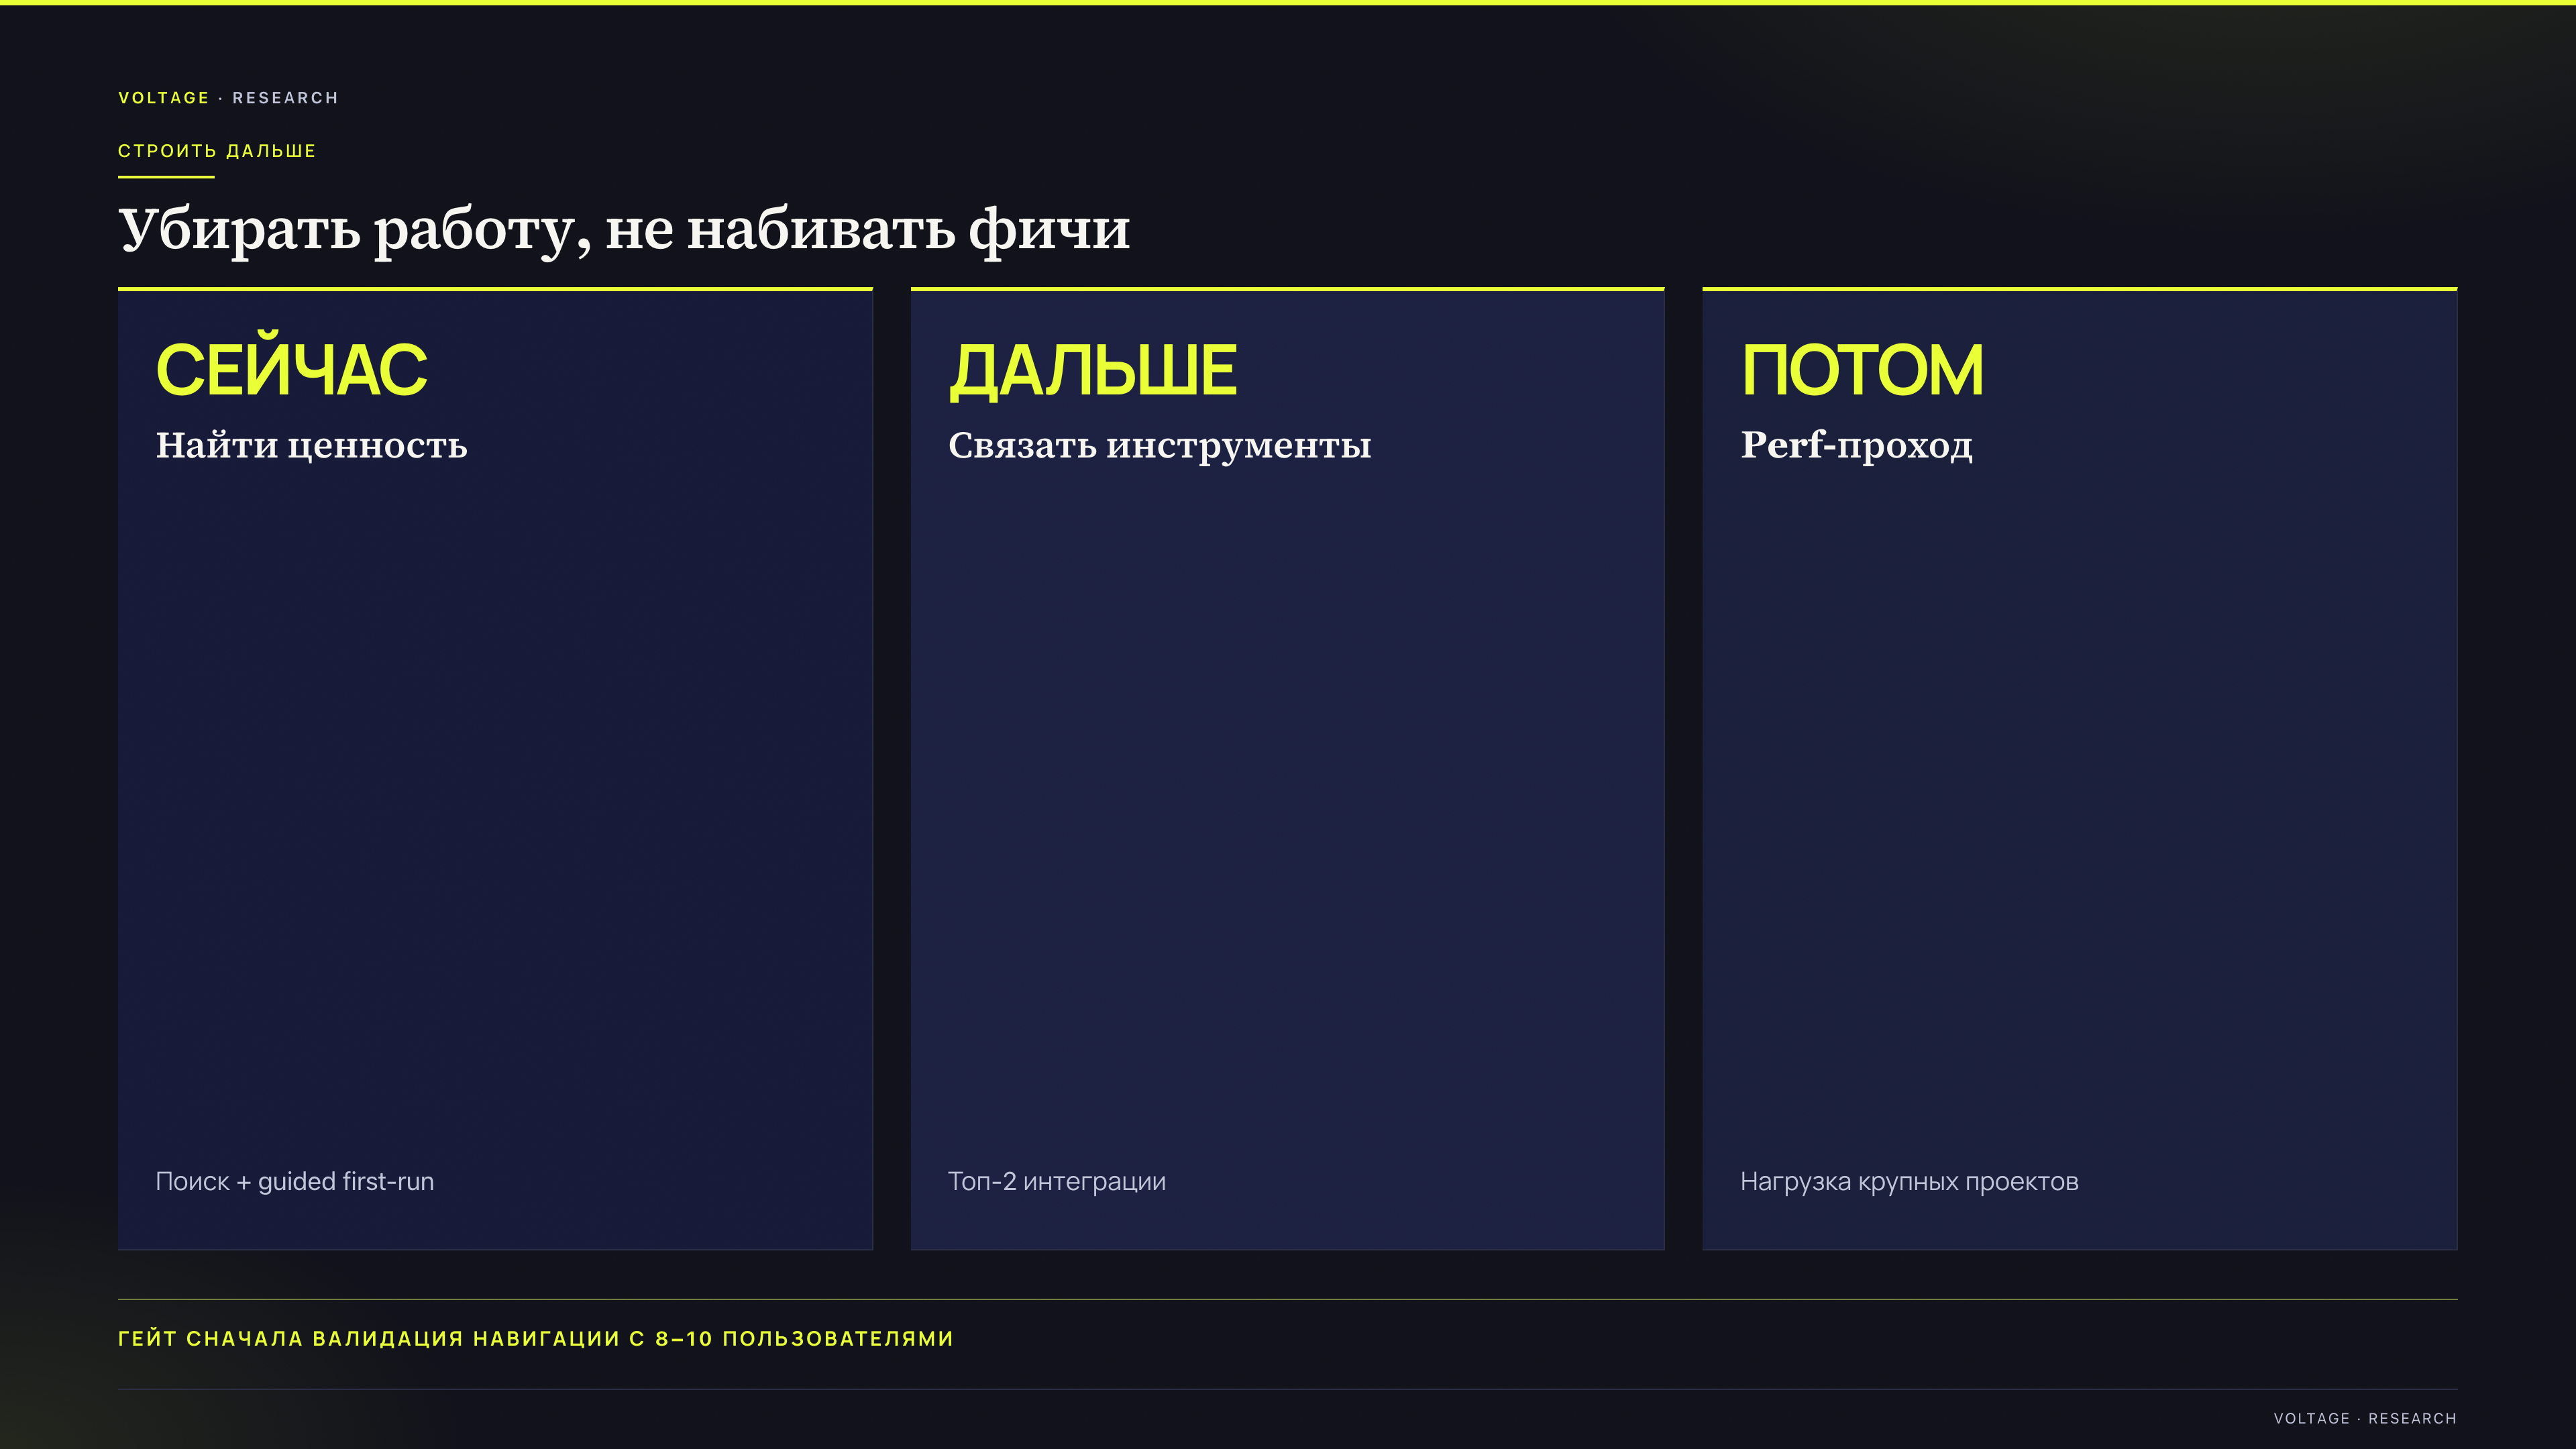 VOLTAGE · RESEARCH
СТРОИТЬ ДАЛЬШЕ
Убирать работу, не набивать фичи
СЕЙЧАС
Найти ценность
Поиск + guided first-run
ДАЛЬШЕ
Связать инструменты
Топ-2 интеграции
ПОТОМ
Perf-проход
Нагрузка крупных проектов
ГЕЙТ СНАЧАЛА ВАЛИДАЦИЯ НАВИГАЦИИ С 8–10 ПОЛЬЗОВАТЕЛЯМИ
VOLTAGE · RESEARCH